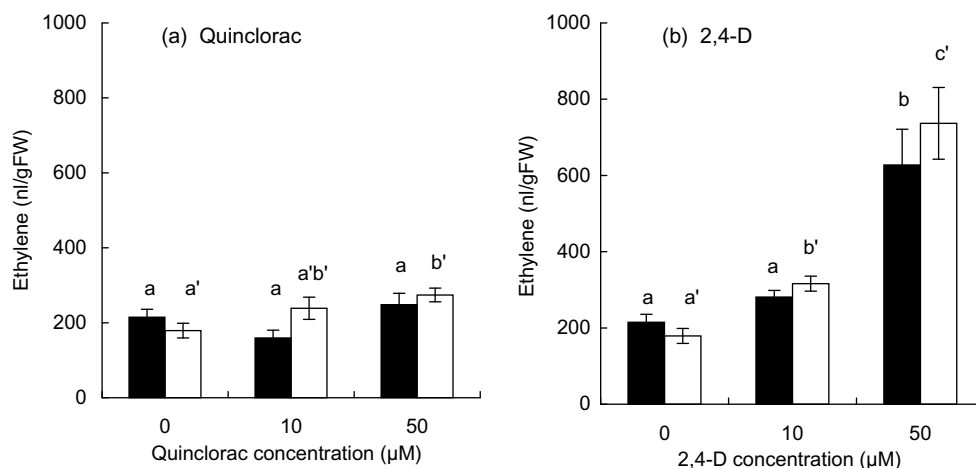 (a) Quinclorac
Ethylene (nl/gFW)
1000
800
600
400
200
0
a a' a a'b' a b'
0 10 50
Quinclorac concentration (μM)
(b) 2,4-D
Ethylene (nl/gFW)
1000
800
600
400
200
0
a a' a b' b c'
0 10 50
2,4-D concentration (μM)